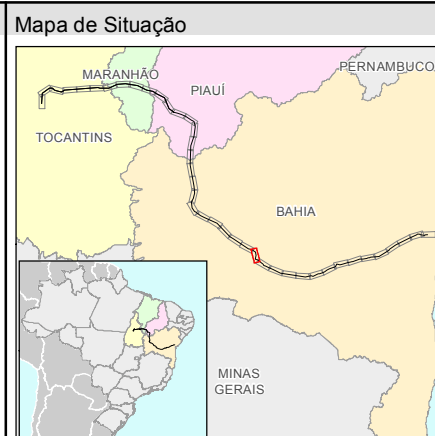 Mapa de Situação
MARANHÃO
PERNAMBUCO
PIAUÍ
TOCANTINS
BAHIA
MINAS
GERAIS